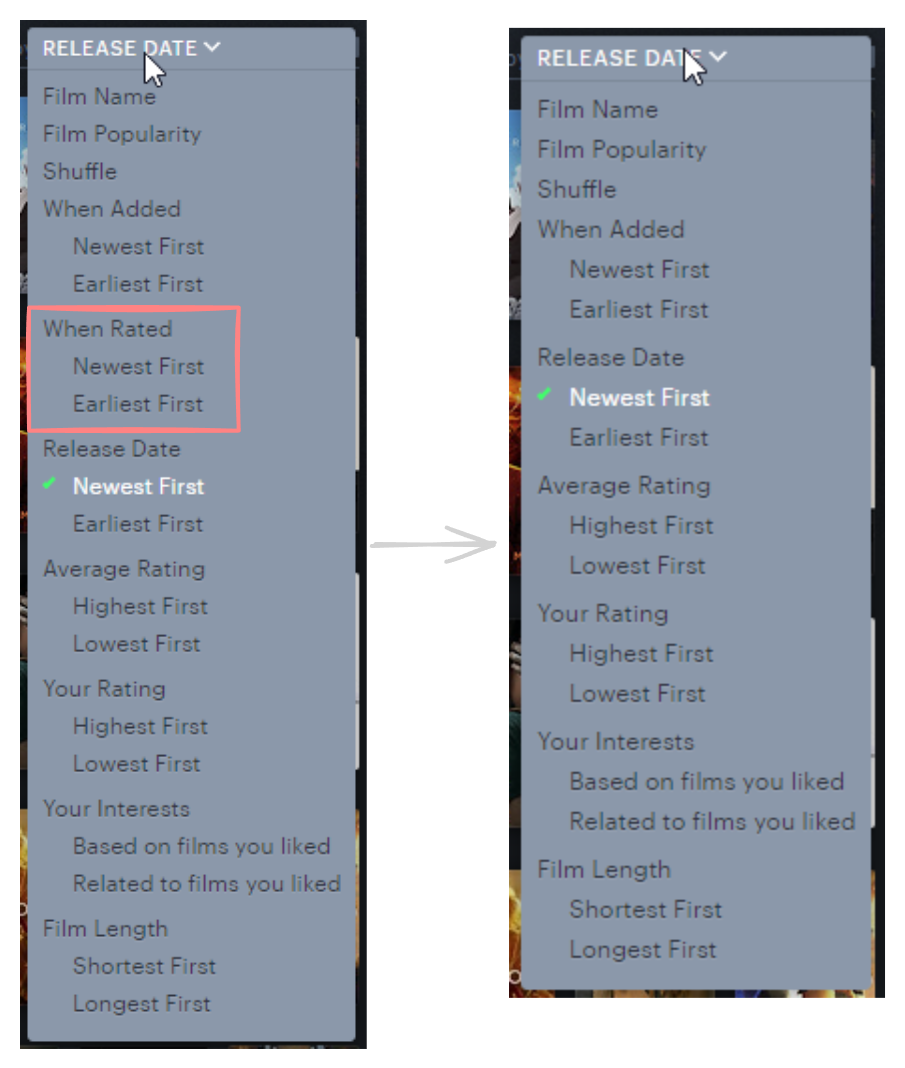 RELEASE DATE
Film Name
Film Popularity
Shuffle
When Added
Newest First
Earliest First
When Rated
Newest First
Earliest First
Release Date
Newest First
Earliest First
Average Rating
Highest First
Lowest First
Your Rating
Highest First
Lowest First
Your Interests
Based on films you liked
Related to films you liked
Film Length
Shortest First
Longest First
RELEASE DATE
Film Name
Film Popularity
Shuffle
When Added
Newest First
Earliest First
Release Date
Newest First
Earliest First
Average Rating
Highest First
Lowest First
Your Rating
Highest First
Lowest First
Your Interests
Based on films you liked
Related to films you liked
Film Length
Shortest First
Longest First